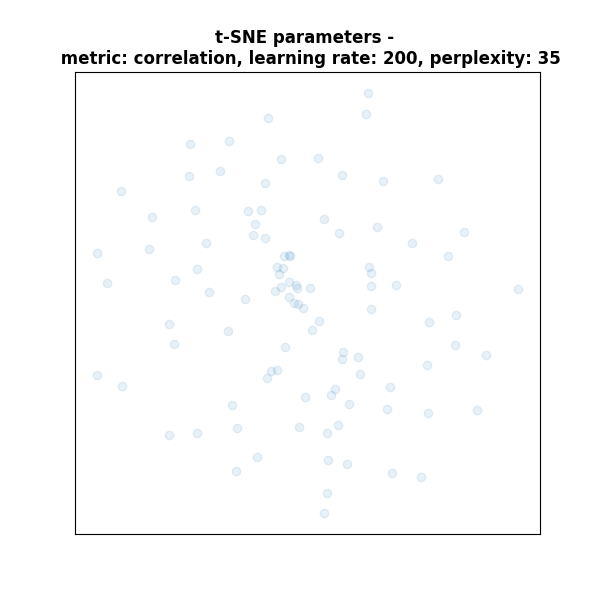 t-SNE parameters -
metric: correlation, learning rate: 200, perplexity: 35